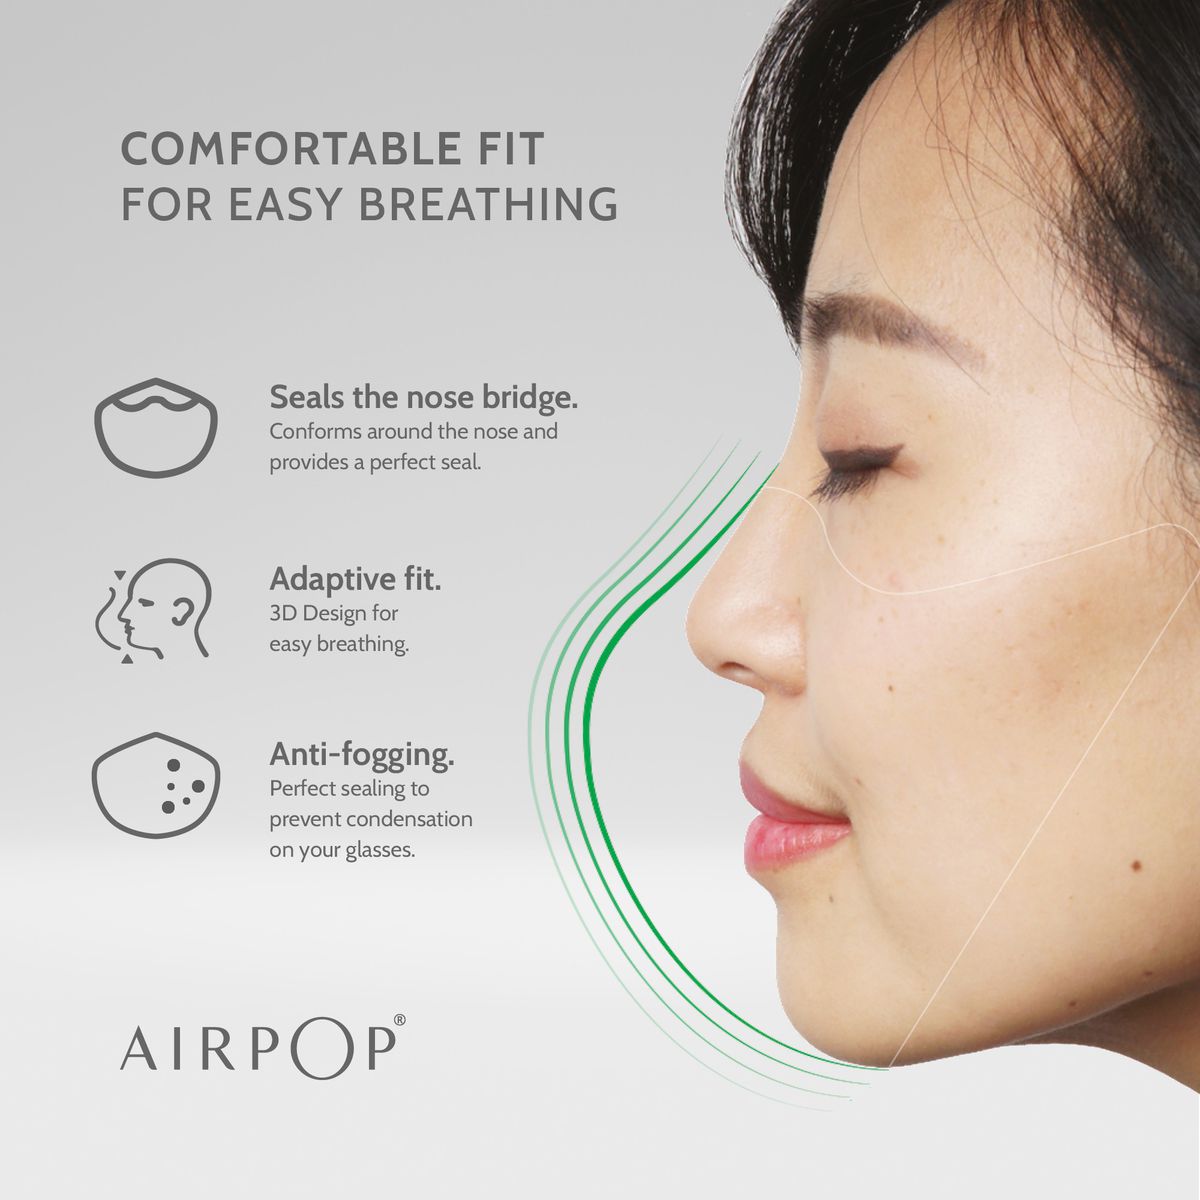 COMFORTABLE FIT
FOR EASY BREATHING
Seals the nose bridge.
Conforms around the nose and
provides a perfect seal.
Adaptive fit.
3D Design for
easy breathing.
Anti-fogging.
Perfect sealing to
prevent condensation
on your glasses.
AIRPOP®